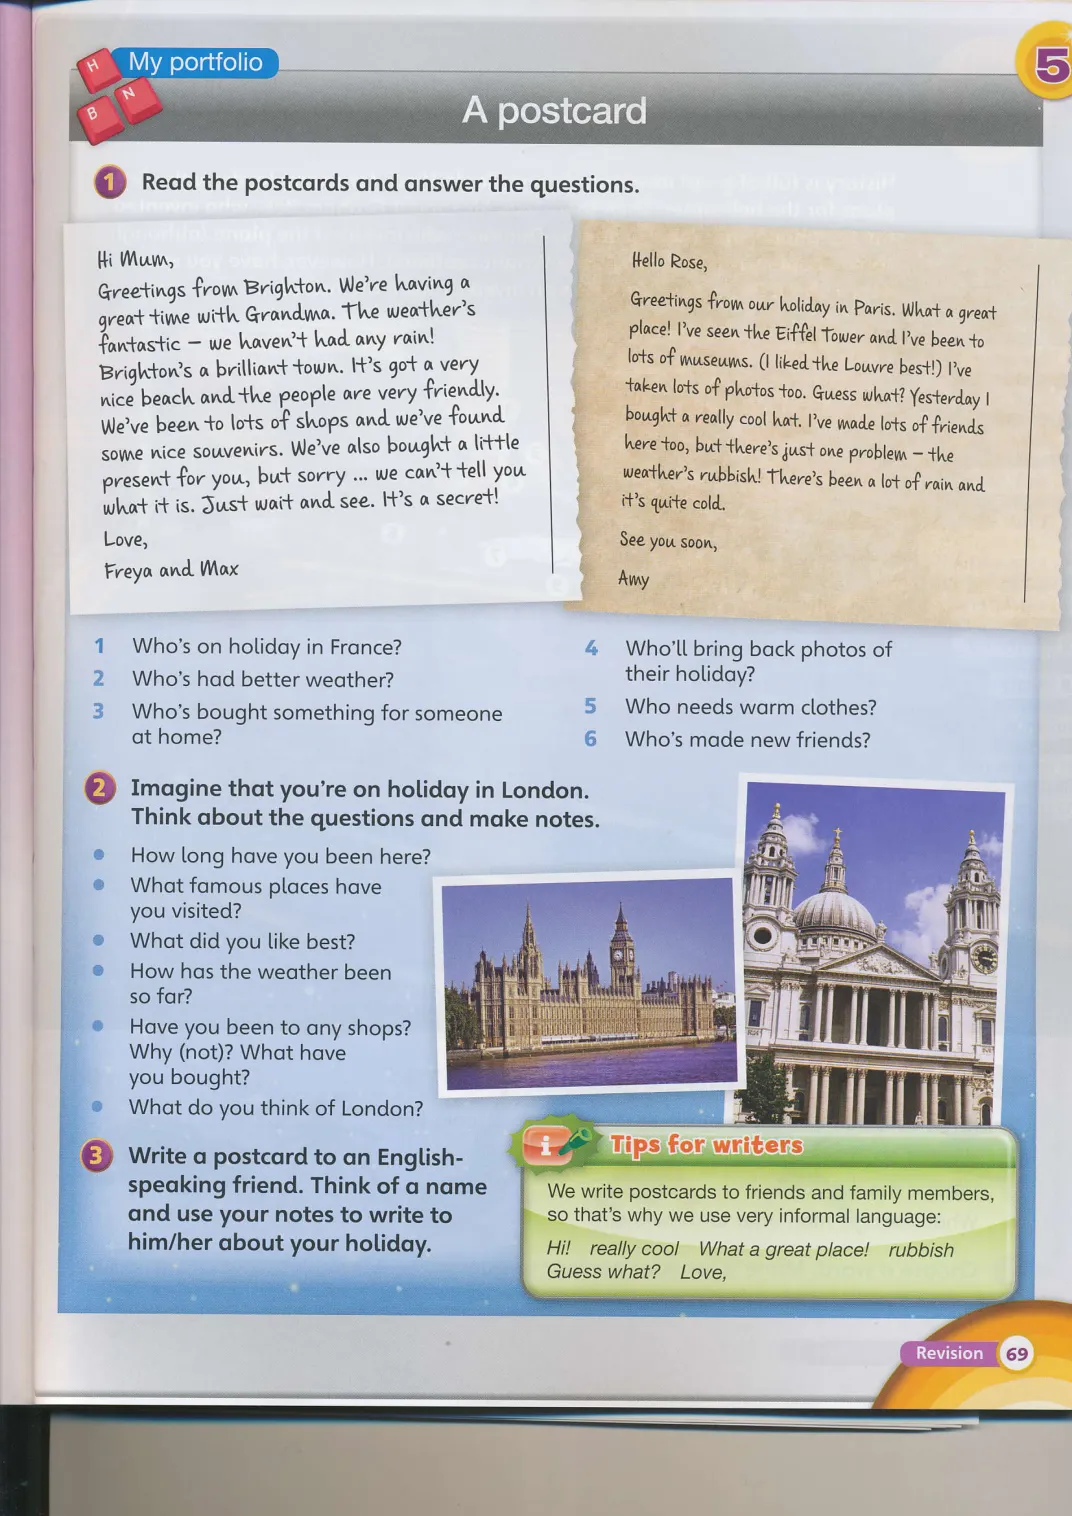 H
B
N
My portfolio
5
A postcard
1 Read the postcards and answer the questions.
Hi Mum,
Greetings from Brighton. We're having a
great time with Grandma. The weather's
fantastic – we haven't had any rain!
Brighton's a brilliant town. It's got a very
nice beach and the people are very friendly.
We've been to lots of shops and we've found
some nice souvenirs. We've also bought a little
present for you, but sorry ... we can't tell you
what it is. Just wait and see. It's a secret!
Love,
Freya and Max
Hello Rose,
Greetings from our holiday in Paris. What a great
place! I've seen the Eiffel Tower and I've been to
lots of museums. (I liked the Louvre best!) I've
taken lots of photos too. Guess what? Yesterday I
bought a really cool hat. I've made lots of friends
here too, but there's just one problem – the
weather's rubbish! There's been a lot of rain and
it's quite cold.
See you soon,
Amy
1 Who's on holiday in France?
2 Who's had better weather?
3 Who's bought something for someone
at home?
4 Who'll bring back photos of
their holiday?
5 Who needs warm clothes?
6 Who's made new friends?
2 Imagine that you're on holiday in London.
Think about the questions and make notes.
How long have you been here?
What famous places have
you visited?
What did you like best?
How has the weather been
so far?
Have you been to any shops?
Why (not)? What have
you bought?
What do you think of London?
3 Write a postcard to an English-
speaking friend. Think of a name
and use your notes to write to
him/her about your holiday.
i Tips for writers
We write postcards to friends and family members,
so that's why we use very informal language:
Hi! really cool What a great place! rubbish
Guess what? Love,
Revision 69